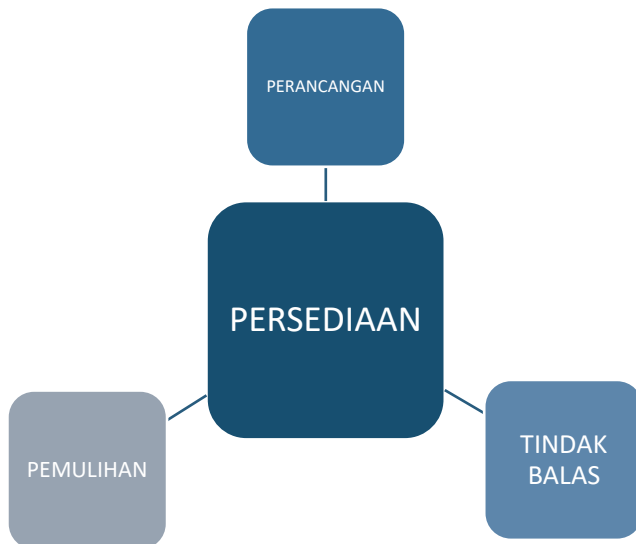 PERANCANGAN
PERSEDIAAN
PEMULIHAN
TINDAK
BALAS